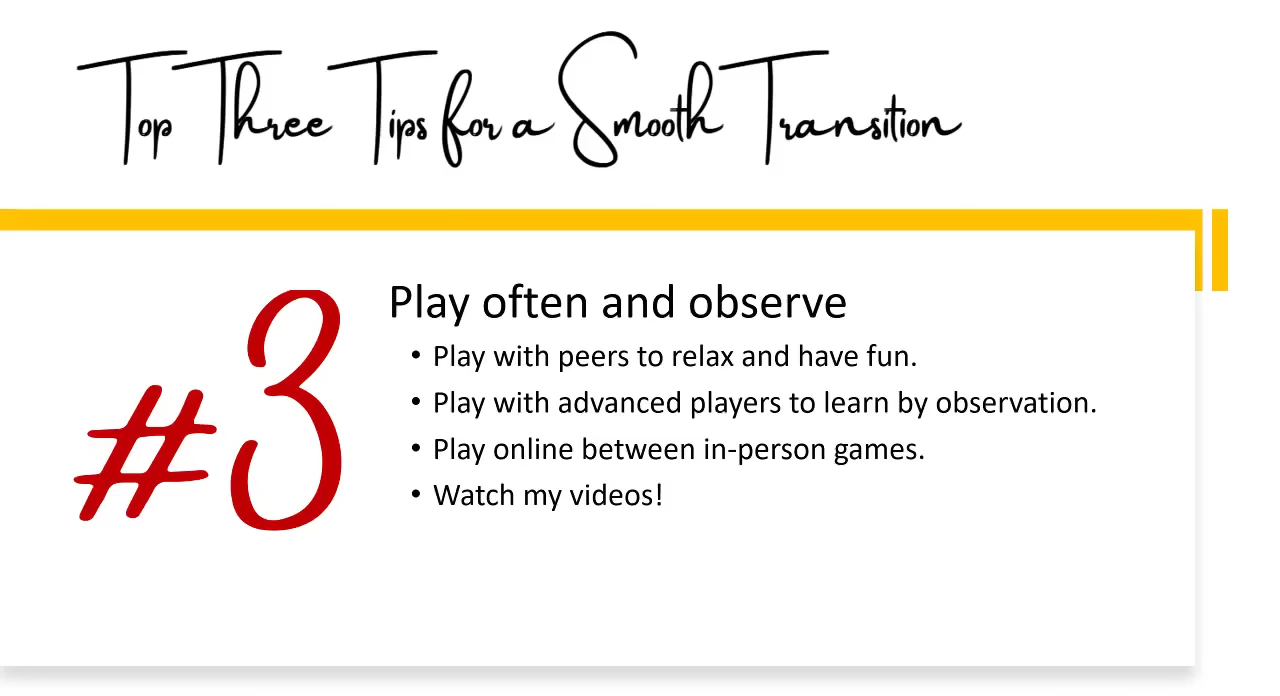 Top Three Tips for a Smooth Transition
#3
Play often and observe
• Play with peers to relax and have fun.
• Play with advanced players to learn by observation.
• Play online between in-person games.
• Watch my videos!